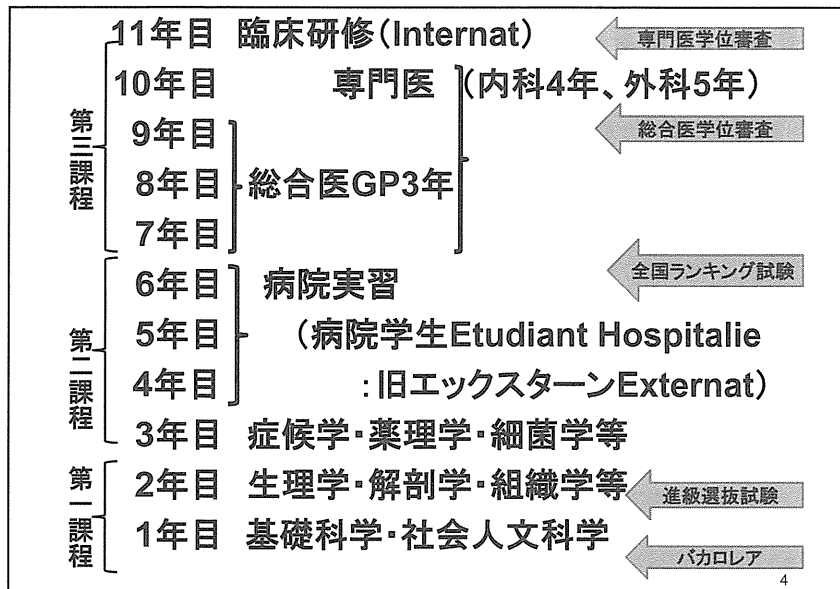 11年目 臨床研修（Internat）
専門医学位審査
10年目 専門医 （内科4年、外科5年）
9年目
総合医学位審査
8年目 総合医GP3年
7年目
第三課程
全国ランキング試験
6年目 病院実習
5年目 （病院学生Etudiant Hospitalie
4年目 ：旧エックスターンExternat）
3年目 症候学・薬理学・細菌学等
第二課程
2年目 生理学・解剖学・組織学等
進級選抜試験
1年目 基礎科学・社会人文科学
第一課程
バカロレア
4